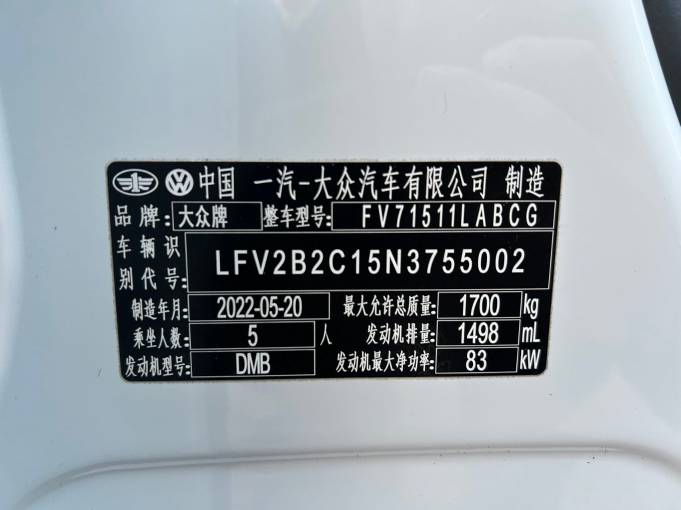 中国 一汽-大众汽车有限公司 制造
品牌: 大众牌 整车型号: FV71511LABCG
车辆识别代号: LFV2B2C15N3755002
制造年月: 2022-05-20 最大允许总质量: 1700 kg
乘坐人数: 5 人 发动机排量: 1498 mL
发动机型号: DMB 发动机最大净功率: 83 kW